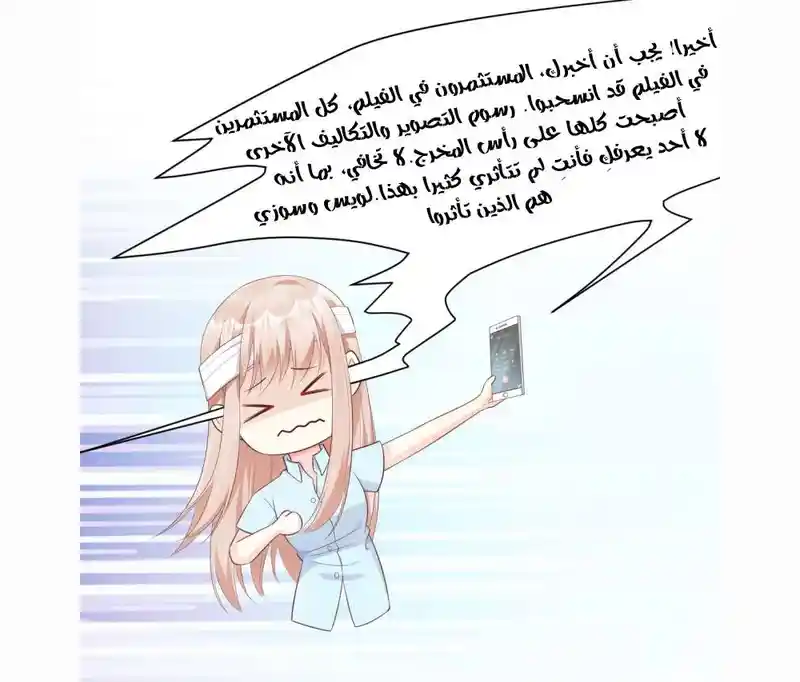 أخيرا! يجب أن أخبرك، المستثمرون في الفيلم، كل المستثمرين
في الفيلم قد انسحبوا. رسوم التصوير والتكاليف الآخرى
أصبحت كلها على رأس المخرج.لا تخافي، بما أنه
لا أحد يعرفكِ فأنتِ لم تتأثري كثيرا بهذا.لويس وسوزي
هم الذين تأثروا